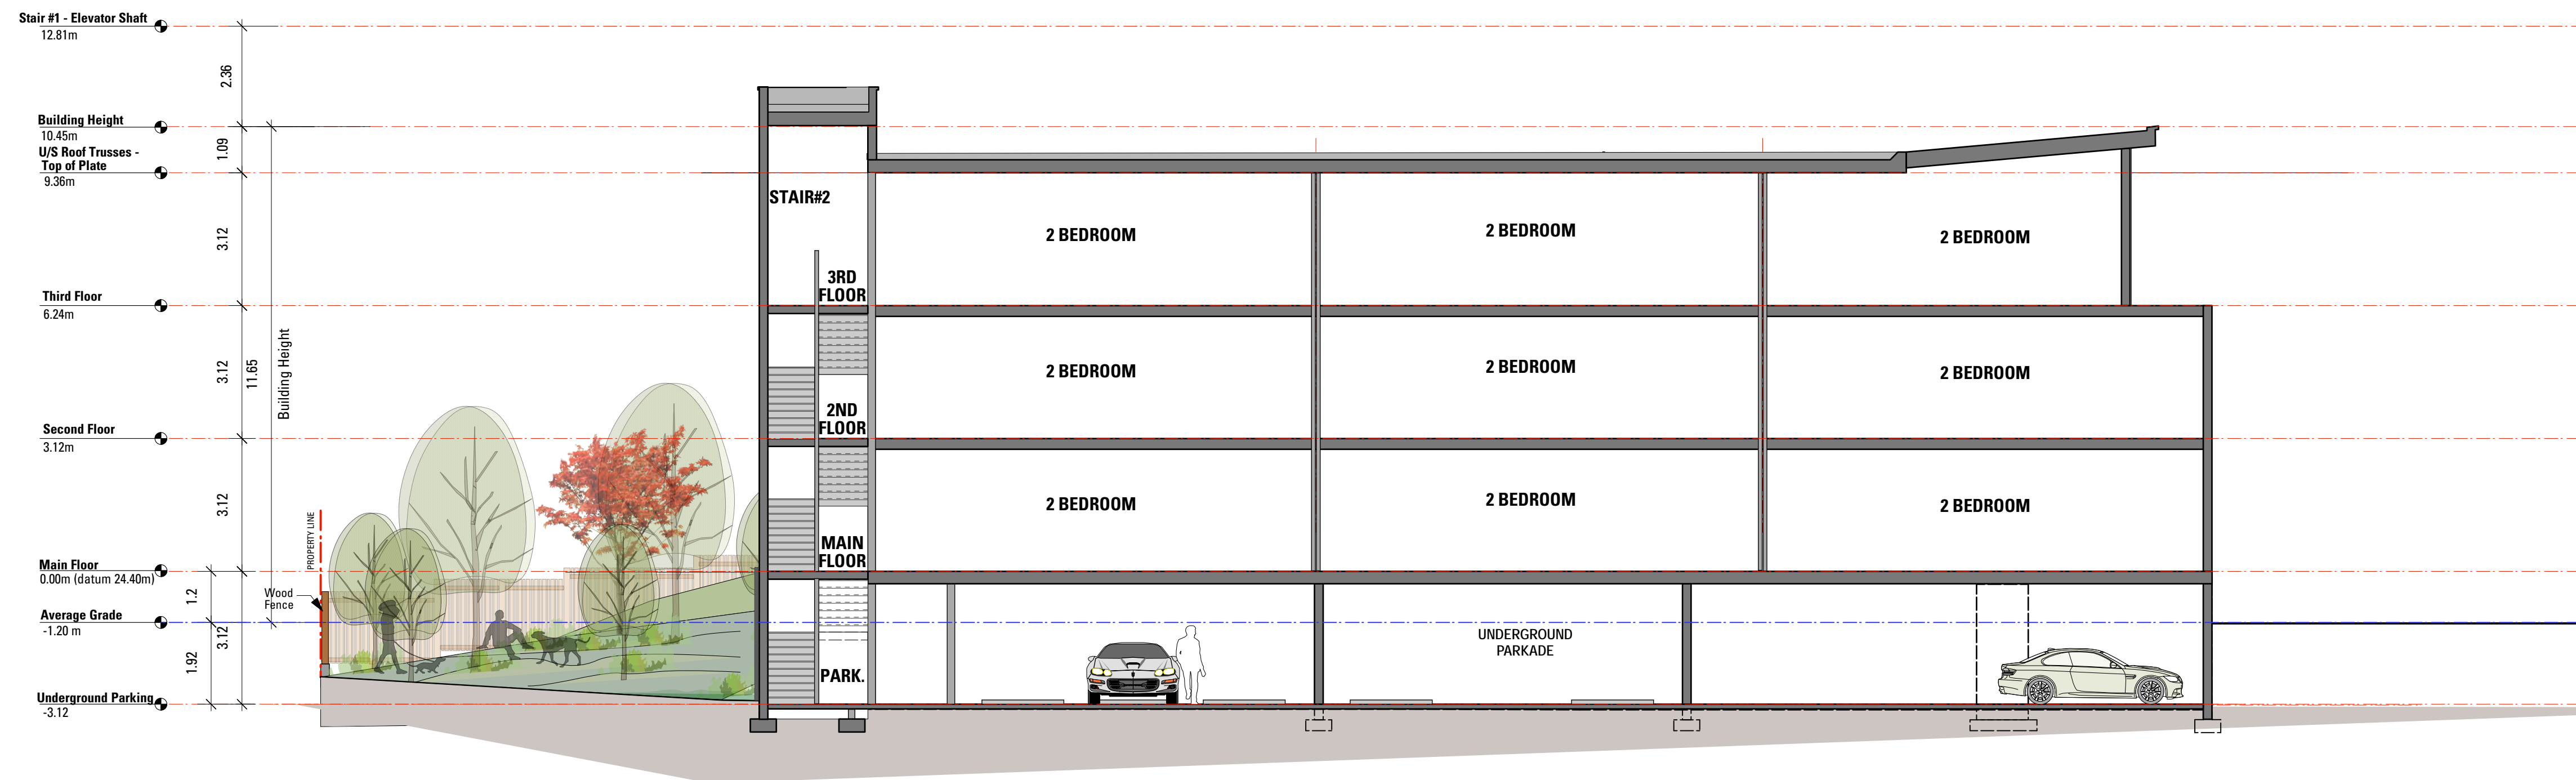 Stair #1 - Elevator Shaft
12.81m
2.36
Building Height
10.45m
1.09
U/S Roof Trusses -
Top of Plate
9.36m
3.12
Third Floor
6.24m
3.12
11.65
Building Height
Second Floor
3.12m
3.12
Main Floor
0.00m (datum 24.40m)
1.2
Average Grade
-1.20 m
3.12
1.92
Underground Parking
-3.12
PROPERTY LINE
Wood
Fence
STAIR#2
3RD
FLOOR
2ND
FLOOR
MAIN
FLOOR
PARK.
2 BEDROOM
2 BEDROOM
2 BEDROOM
2 BEDROOM
2 BEDROOM
2 BEDROOM
2 BEDROOM
2 BEDROOM
2 BEDROOM
UNDERGROUND
PARKADE